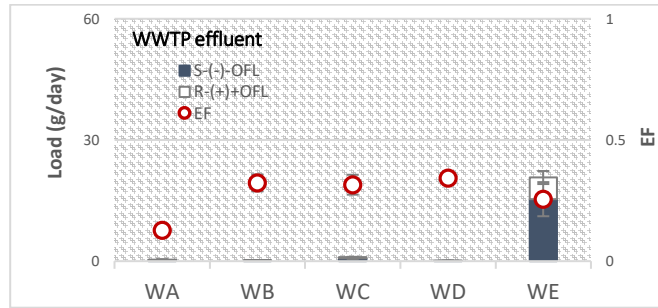 60
1
WWTP effluent
S-(-)-OFL
R-(+)+OFL
EF
30
0.5
Load (g/day)
EF
0
0
WA WB WC WD WE